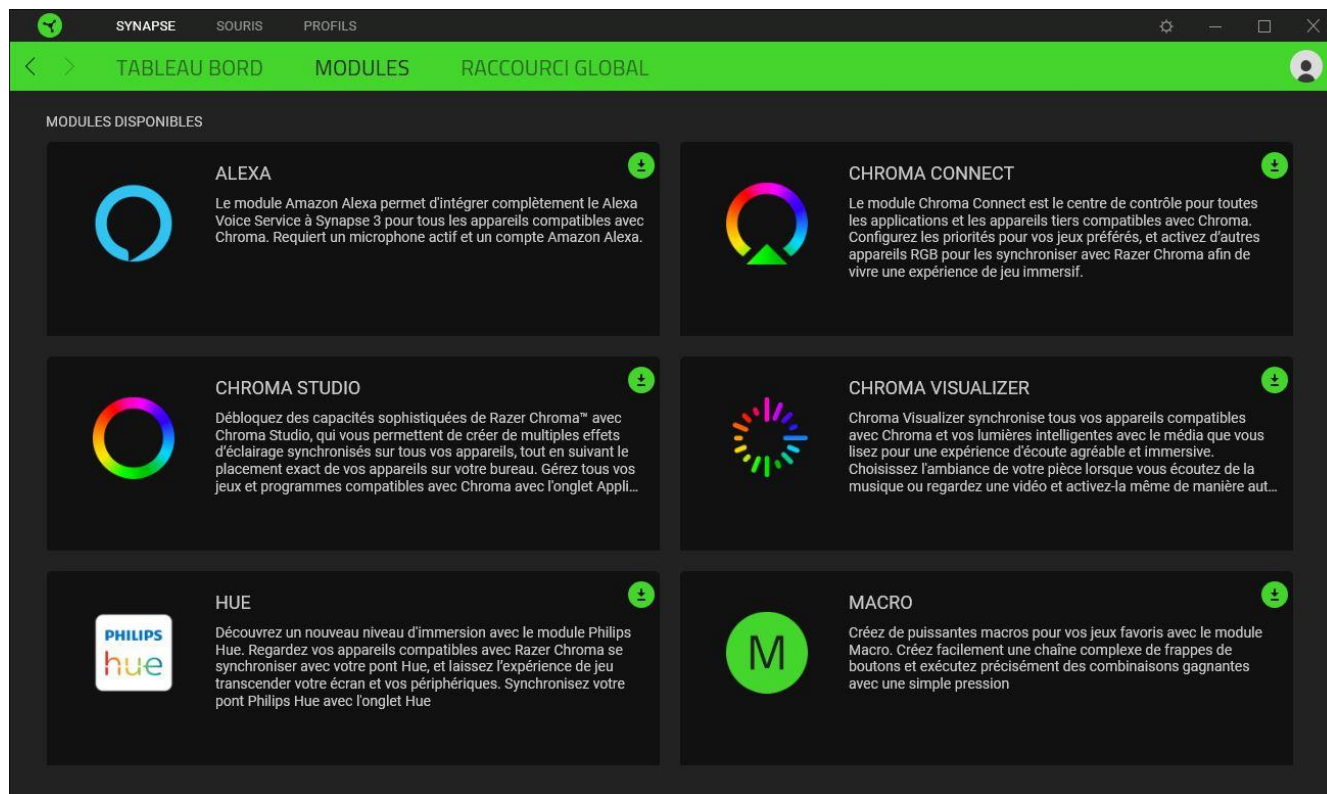 SYNAPSE SOURIS PROFILS
TABLEAU BORD MODULES RACCOURCI GLOBAL
MODULES DISPONIBLES
ALEXA
Le module Amazon Alexa permet d'intégrer complètement le Alexa
Voice Service à Synapse 3 pour tous les appareils compatibles avec
Chroma. Requiert un microphone actif et un compte Amazon Alexa.
CHROMA CONNECT
Le module Chroma Connect est le centre de contrôle pour toutes
les applications et les appareils tiers compatibles avec Chroma.
Configurez les priorités pour vos jeux préférés, et activez d'autres
appareils RGB pour les synchroniser avec Razer Chroma afin de
vivre une expérience de jeu immersif.
CHROMA STUDIO
Débloquez des capacités sophistiquées de Razer Chroma™ avec
Chroma Studio, qui vous permettent de créer de multiples effets
d'éclairage synchronisés sur tous vos appareils, tout en suivant le
placement exact de vos appareils sur votre bureau. Gérez tous vos
jeux et programmes compatibles avec Chroma avec l'onglet Appli...
CHROMA VISUALIZER
Chroma Visualizer synchronise tous vos appareils compatibles
avec Chroma et vos lumières intelligentes avec le média que vous
lisez pour une expérience d'écoute agréable et immersive.
Choisissez l'ambiance de votre pièce lorsque vous écoutez de la
musique ou regardez une vidéo et activez-la même de manière aut...
PHILIPS
hue
HUE
Découvrez un nouveau niveau d'immersion avec le module Philips
Hue. Regardez vos appareils compatibles avec Razer Chroma se
synchroniser avec votre pont Hue, et laissez l'expérience de jeu
transcender votre écran et vos périphériques. Synchronisez votre
pont Philips Hue avec l'onglet Hue
M
MACRO
Créez de puissantes macros pour vos jeux favoris avec le module
Macro. Créez facilement une chaîne complexe de frappes de
boutons et exécutez précisément des combinaisons gagnantes
avec une simple pression